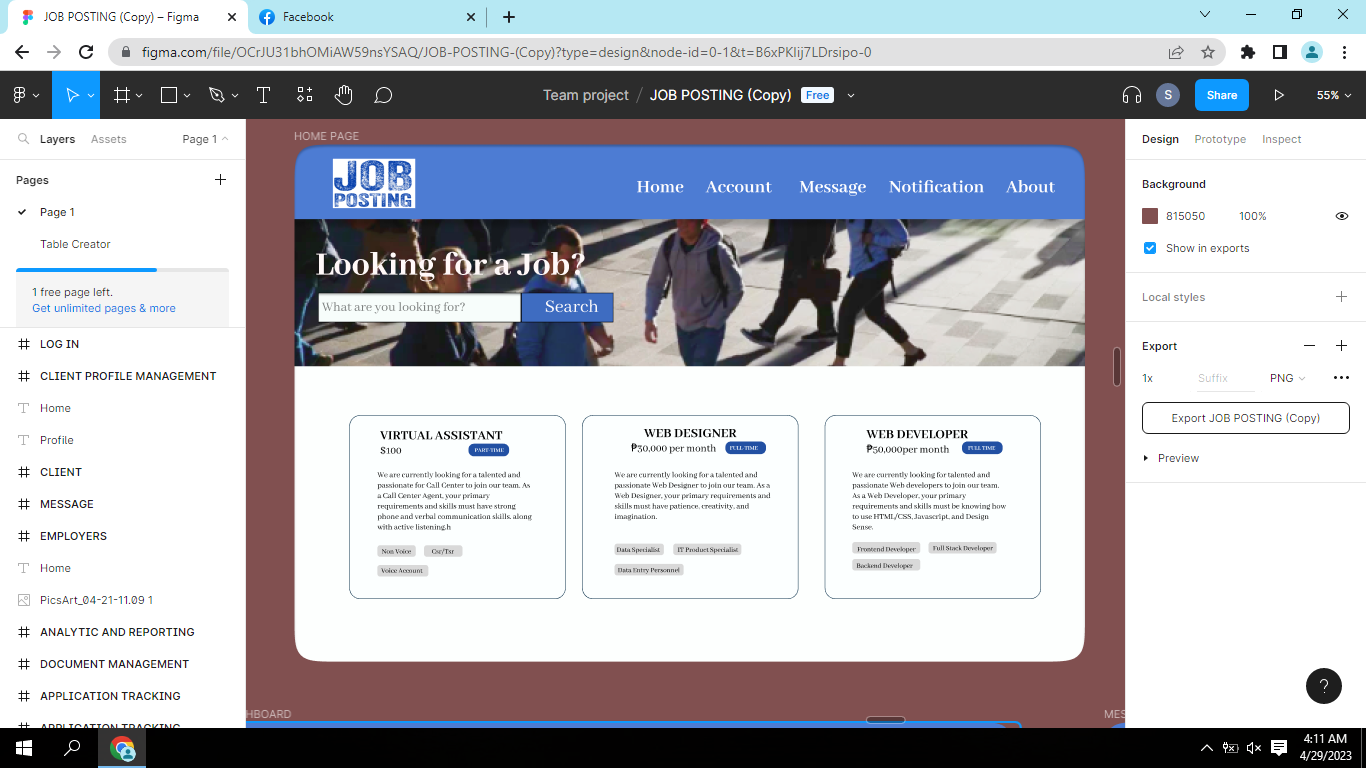 JOB POSTING (Copy) – Figma
Facebook
figma.com/file/OCrJU31bhOMiAW59nsYSAQ/JOB-POSTING-(Copy)?type=design&node-id=0-1&t=B6xPKIij7LDrsipo-0
Team project / JOB POSTING (Copy) Free
S
Share
55%
Layers Assets Page 1
Pages
Page 1
Table Creator
1 free page left.
Get unlimited pages & more
LOG IN
CLIENT PROFILE MANAGEMENT
Home
Profile
CLIENT
MESSAGE
EMPLOYERS
Home
PicsArt_04-21-11.09 1
ANALYTIC AND REPORTING
DOCUMENT MANAGEMENT
APPLICATION TRACKING
APPLICATION TRACKING
HOME PAGE
JOB
POSTING
Home Account Message Notification About
Looking for a Job?
What are you looking for?
Search
VIRTUAL ASSISTANT
$100
PART TIME
We are currently looking for a talented and
passionate for Call Center to join our team. As
a Call Center Agent, your primary
requirements and skills must have strong
phone and verbal communication skills. along
with active listening.h
Non Voice
Csc/Tsr
Voice Account
WEB DESIGNER
₱30,000 per month
FULL TIME
We are currently looking for a talented and
passionate Web Designer to join our team. As a
Web Designer, your primary requirements and
skills must have patience, creativity, and
imagination.
Data Specialist
IT Product Specialist
Data Entry Personnel
WEB DEVELOPER
₱50,000per month
FULL TIME
We are currently looking for talented and
passionate Web developers to join our team.
As a Web Developer, your primary
requirements and skills must be knowing how
to use HTML/CSS, Javascript, and Design
Sense.
Frontend Developer
Full Stack Developer
Backend Developer
HBOARD
MES
Design Prototype Inspect
Background
815050 100%
Show in exports
Local styles
Export
1x Suffix PNG
Export JOB POSTING (Copy)
Preview
?
4:11 AM
4/29/2023